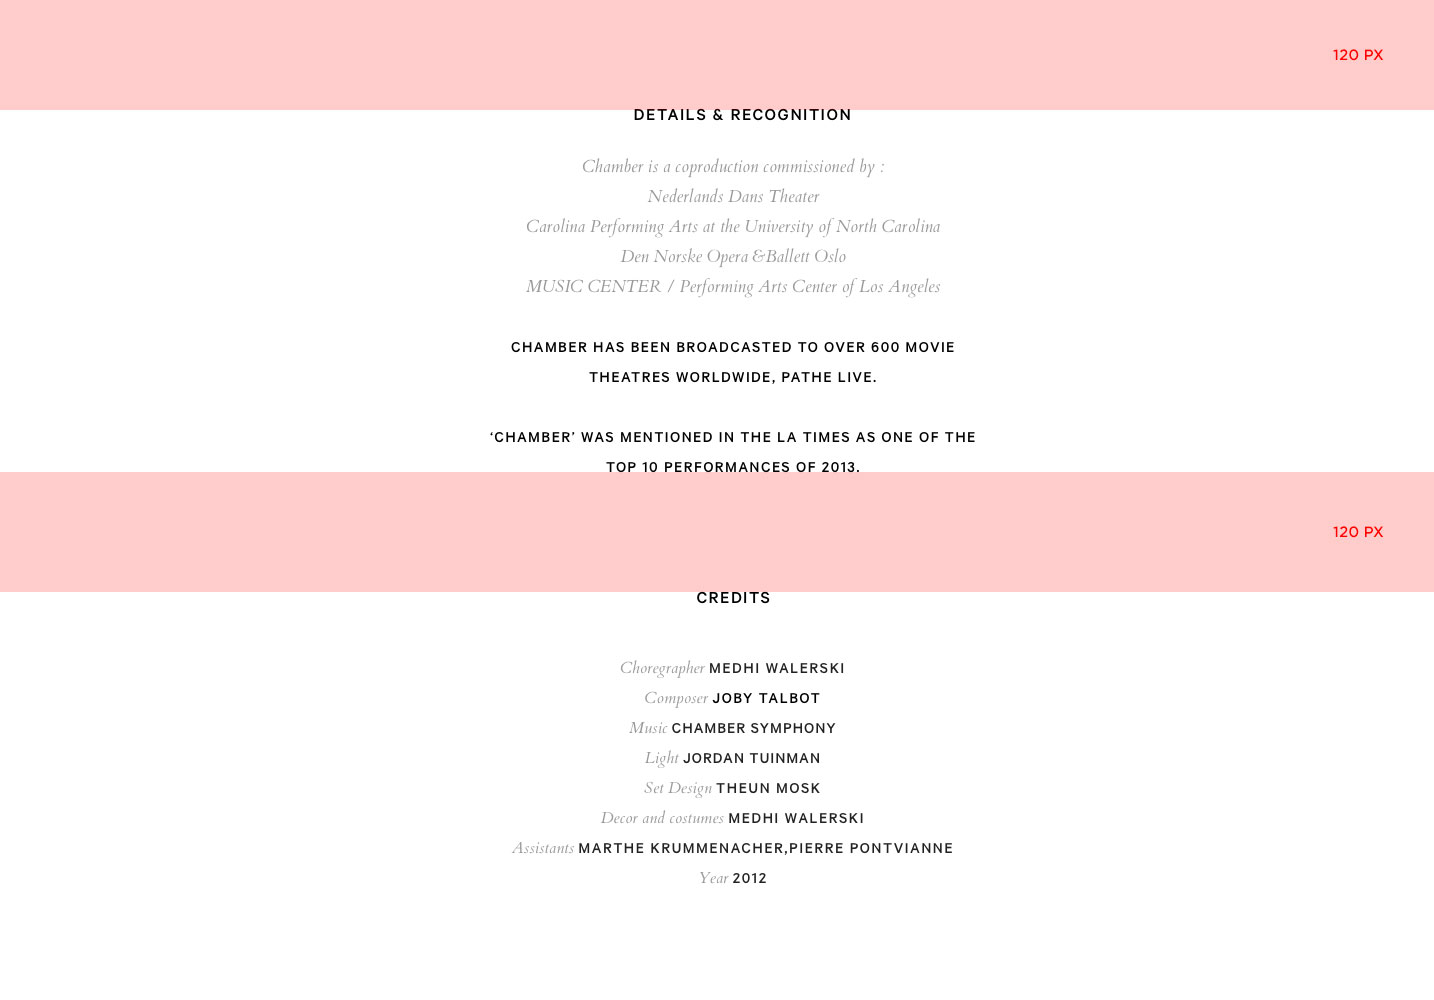 120 PX
DETAILS & RECOGNITION
Chamber is a coproduction commissioned by :
Nederlands Dans Theater
Carolina Performing Arts at the University of North Carolina
Den Norske Opera &Ballett Oslo
MUSIC CENTER / Performing Arts Center of Los Angeles
CHAMBER HAS BEEN BROADCASTED TO OVER 600 MOVIE
THEATRES WORLDWIDE, PATHE LIVE.
‘CHAMBER’ WAS MENTIONED IN THE LA TIMES AS ONE OF THE
TOP 10 PERFORMANCES OF 2013.
120 PX
CREDITS
Choregrapher MEDHI WALERSKI
Composer JOBY TALBOT
Music CHAMBER SYMPHONY
Light JORDAN TUINMAN
Set Design THEUN MOSK
Decor and costumes MEDHI WALERSKI
Assistants MARTHE KRUMMENACHER,PIERRE PONTVIANNE
Year 2012